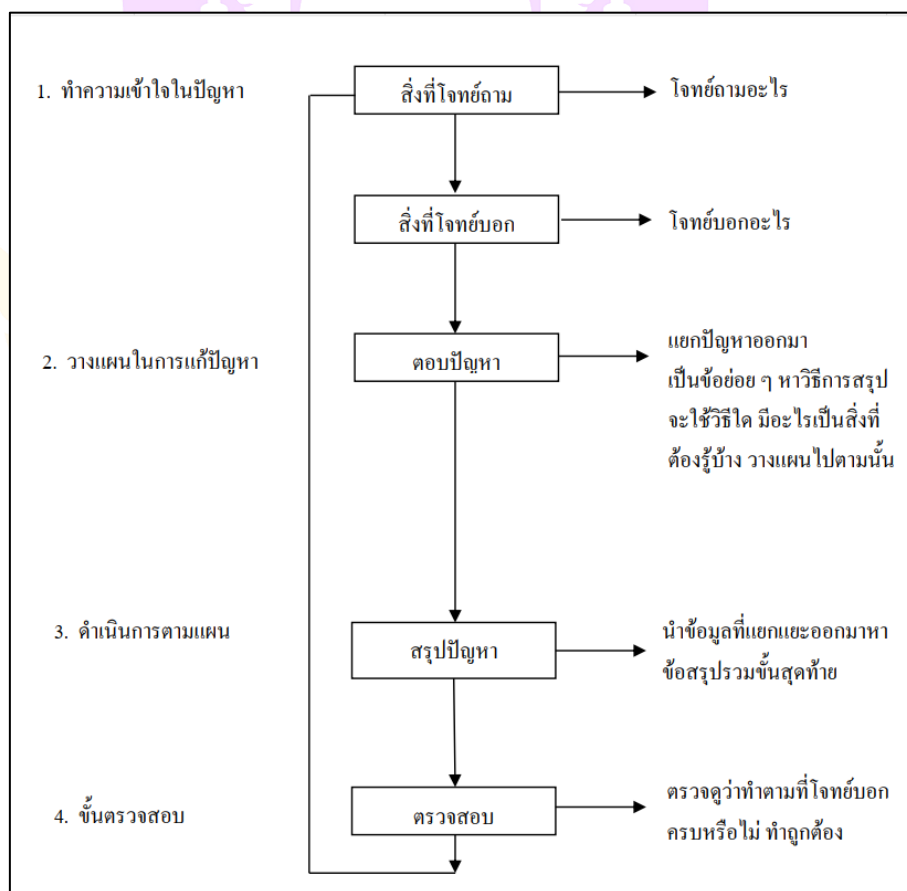 1. ทำความเข้าใจในปัญหา
สิ่งที่โจทย์ถาม
โจทย์ถามอะไร
สิ่งที่โจทย์บอก
โจทย์บอกอะไร
2. วางแผนในการแก้ปัญหา
ตอบปัญหา
แยกปัญหาออกมา
เป็นข้อย่อย ๆ หาวิธีการสรุป
จะใช้วิธีใด มีอะไรเป็นสิ่งที่
ต้องรู้บ้าง วางแผนไปตามนั้น
3. ดำเนินการตามแผน
สรุปปัญหา
นำข้อมูลที่แยกแยะออกมาหา
ข้อสรุปรวมขั้นสุดท้าย
4. ขั้นตรวจสอบ
ตรวจสอบ
ตรวจดูว่าทำตามที่โจทย์บอก
ครบหรือไม่ ทำถูกต้อง